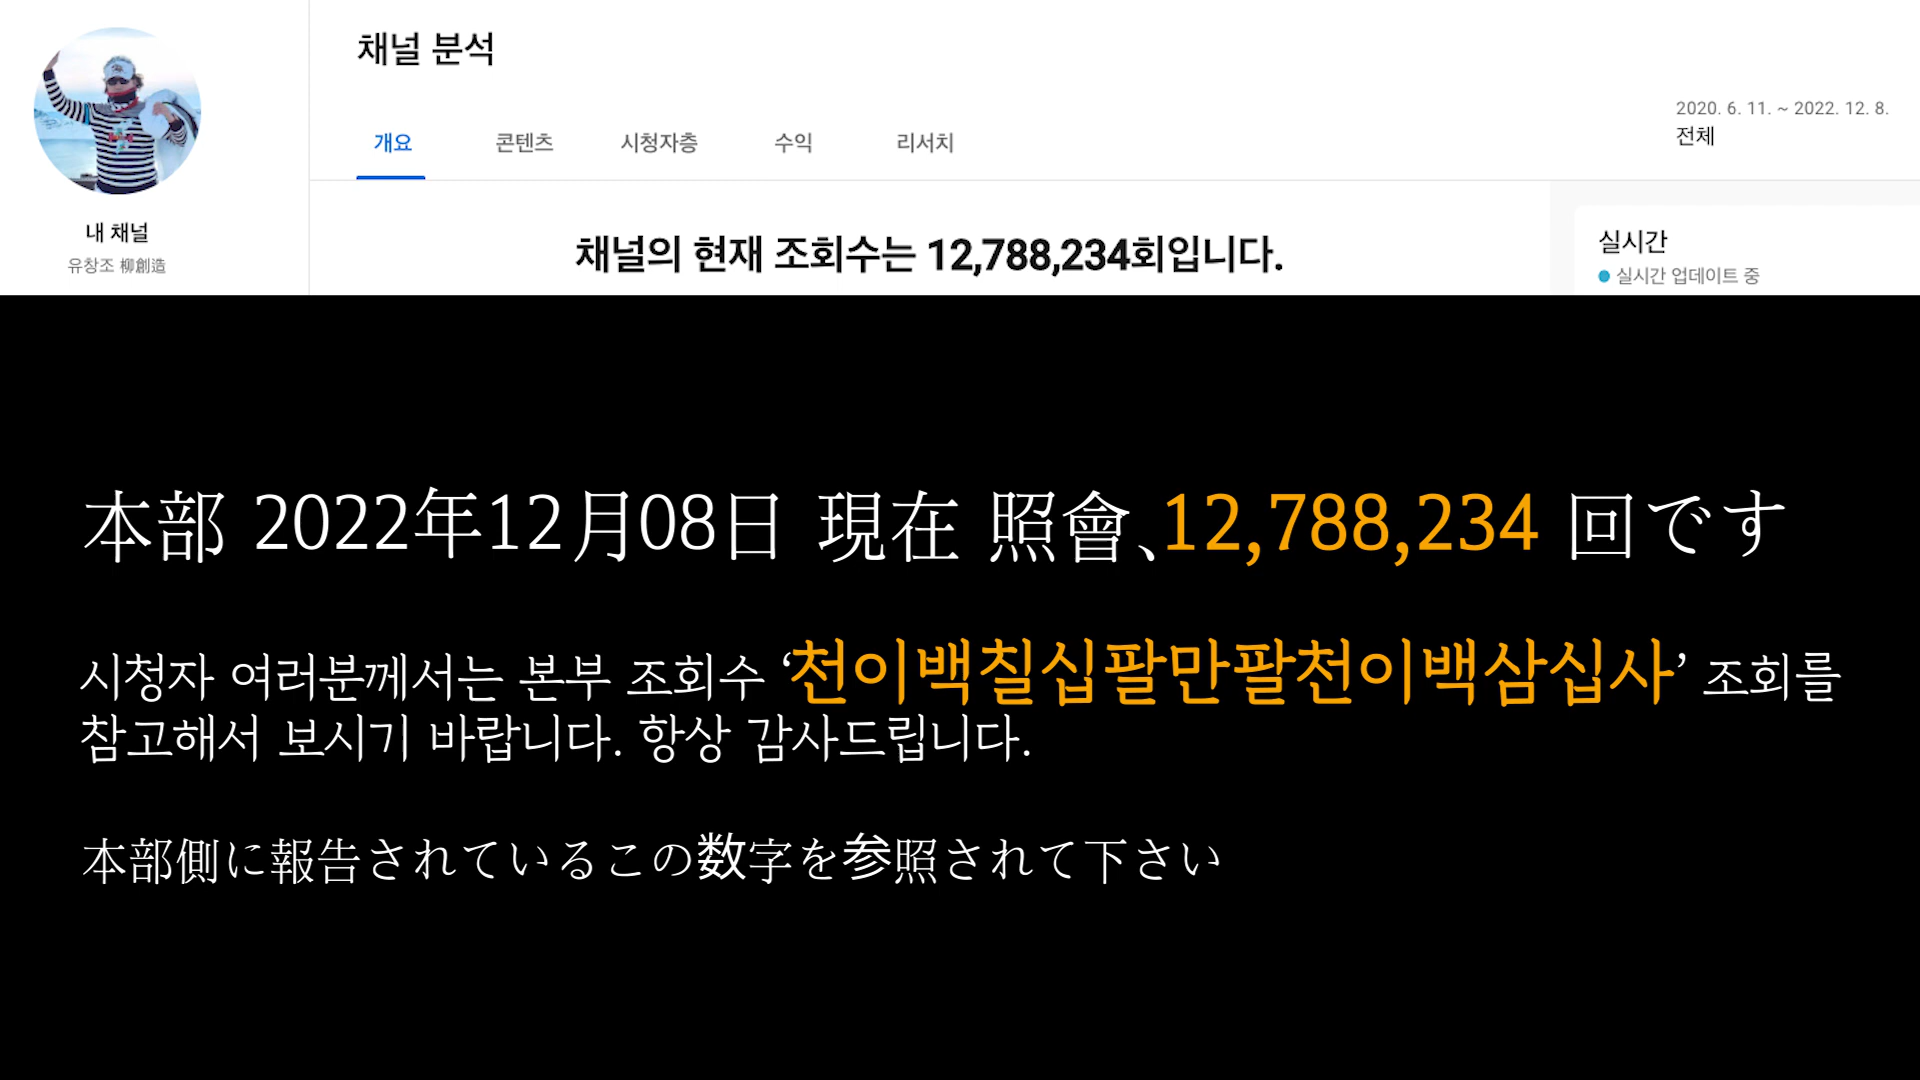 채널 분석
2020. 6. 11. ~ 2022. 12. 8.
전체
개요 콘텐츠 시청자층 수익 리서치
내 채널
유창조 柳創造
채널의 현재 조회수는 12,788,234회입니다.
실시간
실시간 업데이트 중
本部 2022年12月08日 現在 照會、12,788,234 回です
시청자 여러분께서는 본부 조회수 ‘천이백칠십팔만팔천이백삼십사’ 조회를
참고해서 보시기 바랍니다. 항상 감사드립니다.
本部側に報告されているこの数字を参照されて下さい